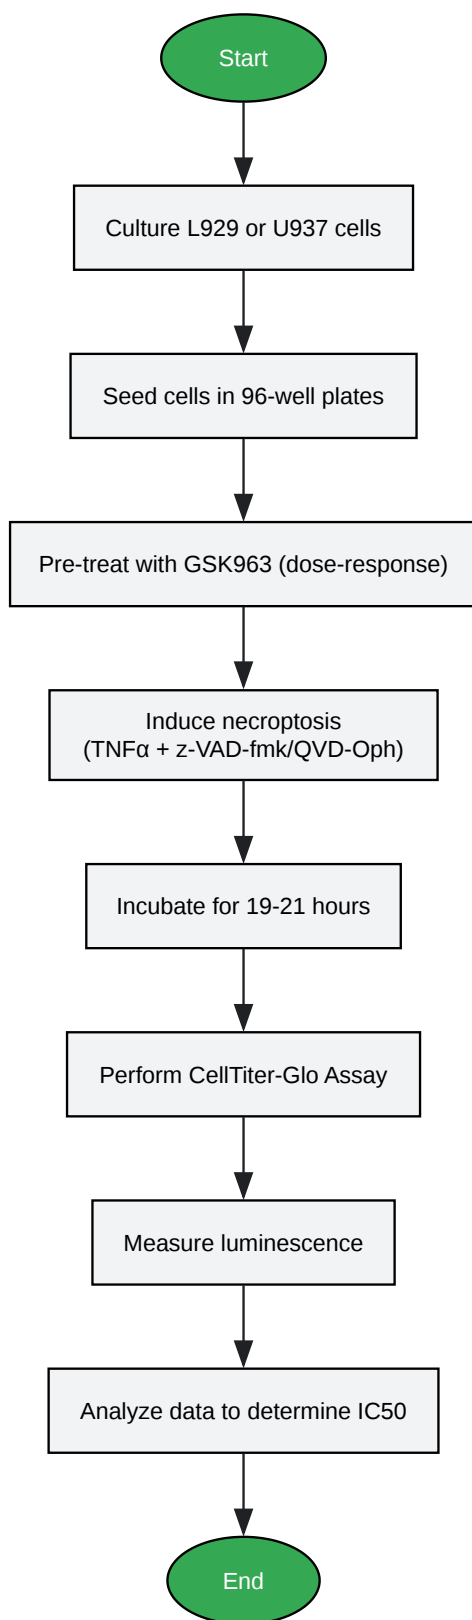 Start
Culture L929 or U937 cells
Seed cells in 96-well plates
Pre-treat with GSK963 (dose-response)
Induce necroptosis
(TNFα + z-VAD-fmk/QVD-Oph)
Incubate for 19-21 hours
Perform CellTiter-Glo Assay
Measure luminescence
Analyze data to determine IC50
End